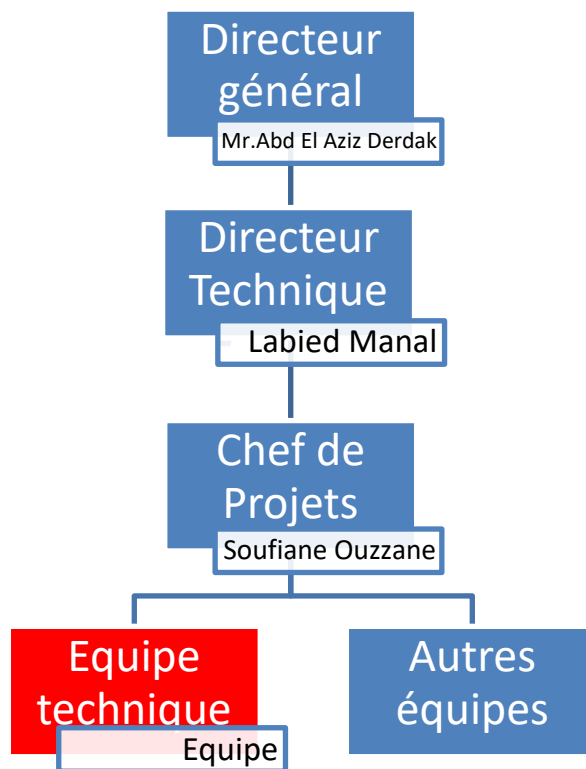 Directeur
général
Mr.Abd El Aziz Derdak
Directeur
Technique
Labied Manal
Chef de
Projets
Soufiane Ouzzane
Equipe
technique
Equipe
Autres
équipes